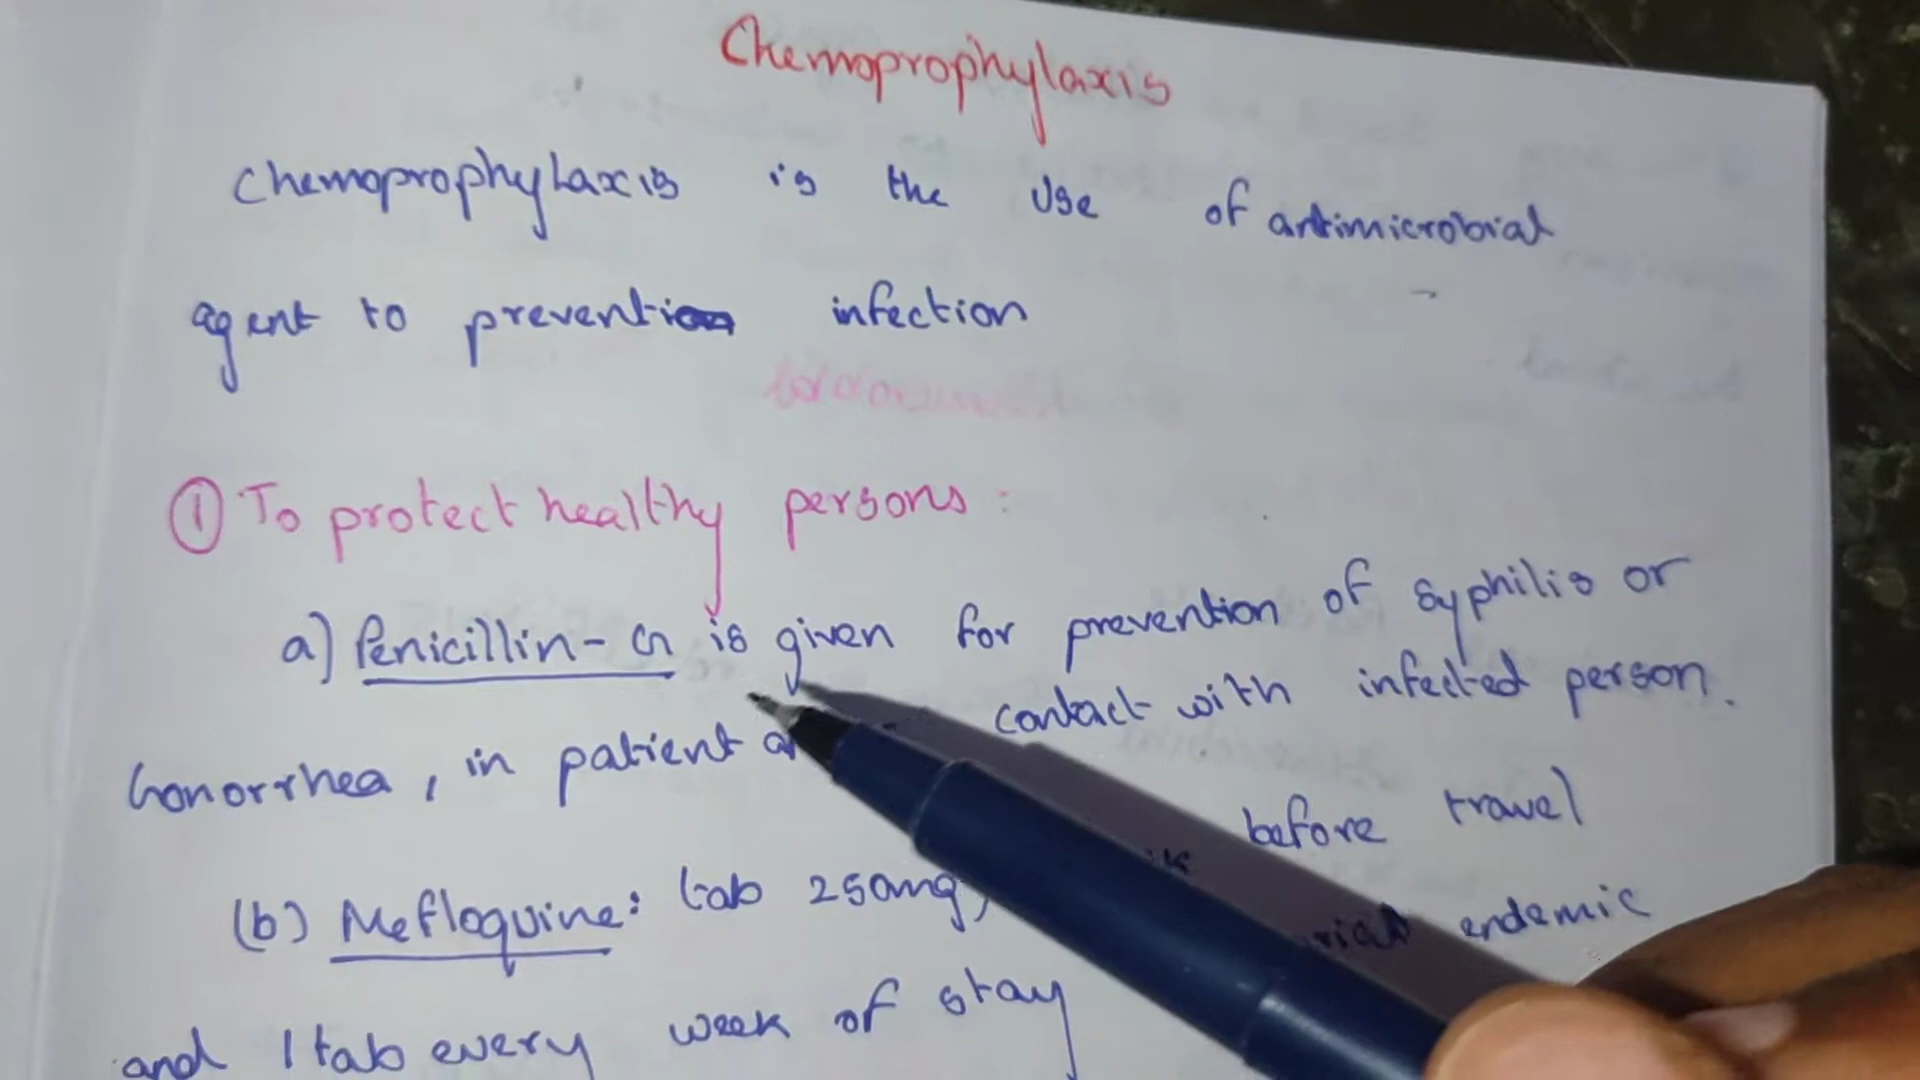 Chemoprophylaxis
Chemoprophylaxis is the use of antimicrobial
agent to prevent infection
① To protect healthy persons:
a) Penicillin-G is given for prevention of syphilis or
Gonorrhea, in patient contact with infected person.
(b) Mefloquine: tab 250mg, before travel
endemic
and 1 tab every week of stay